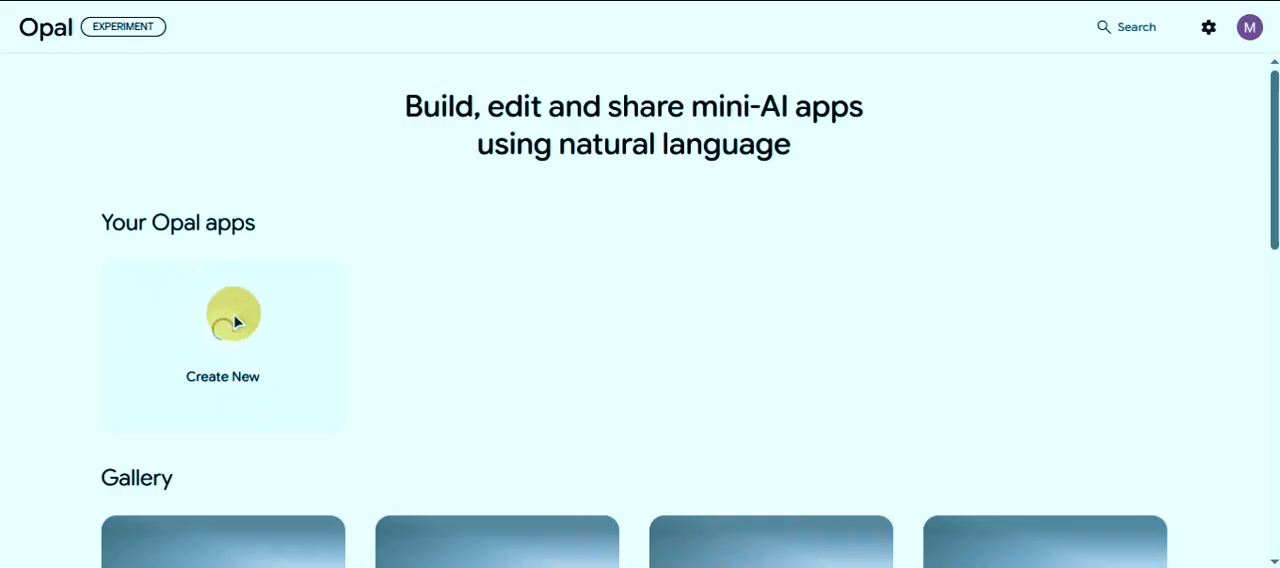 Opal EXPERIMENT Search M
Build, edit and share mini-AI apps
using natural language
Your Opal apps
Create New
Gallery